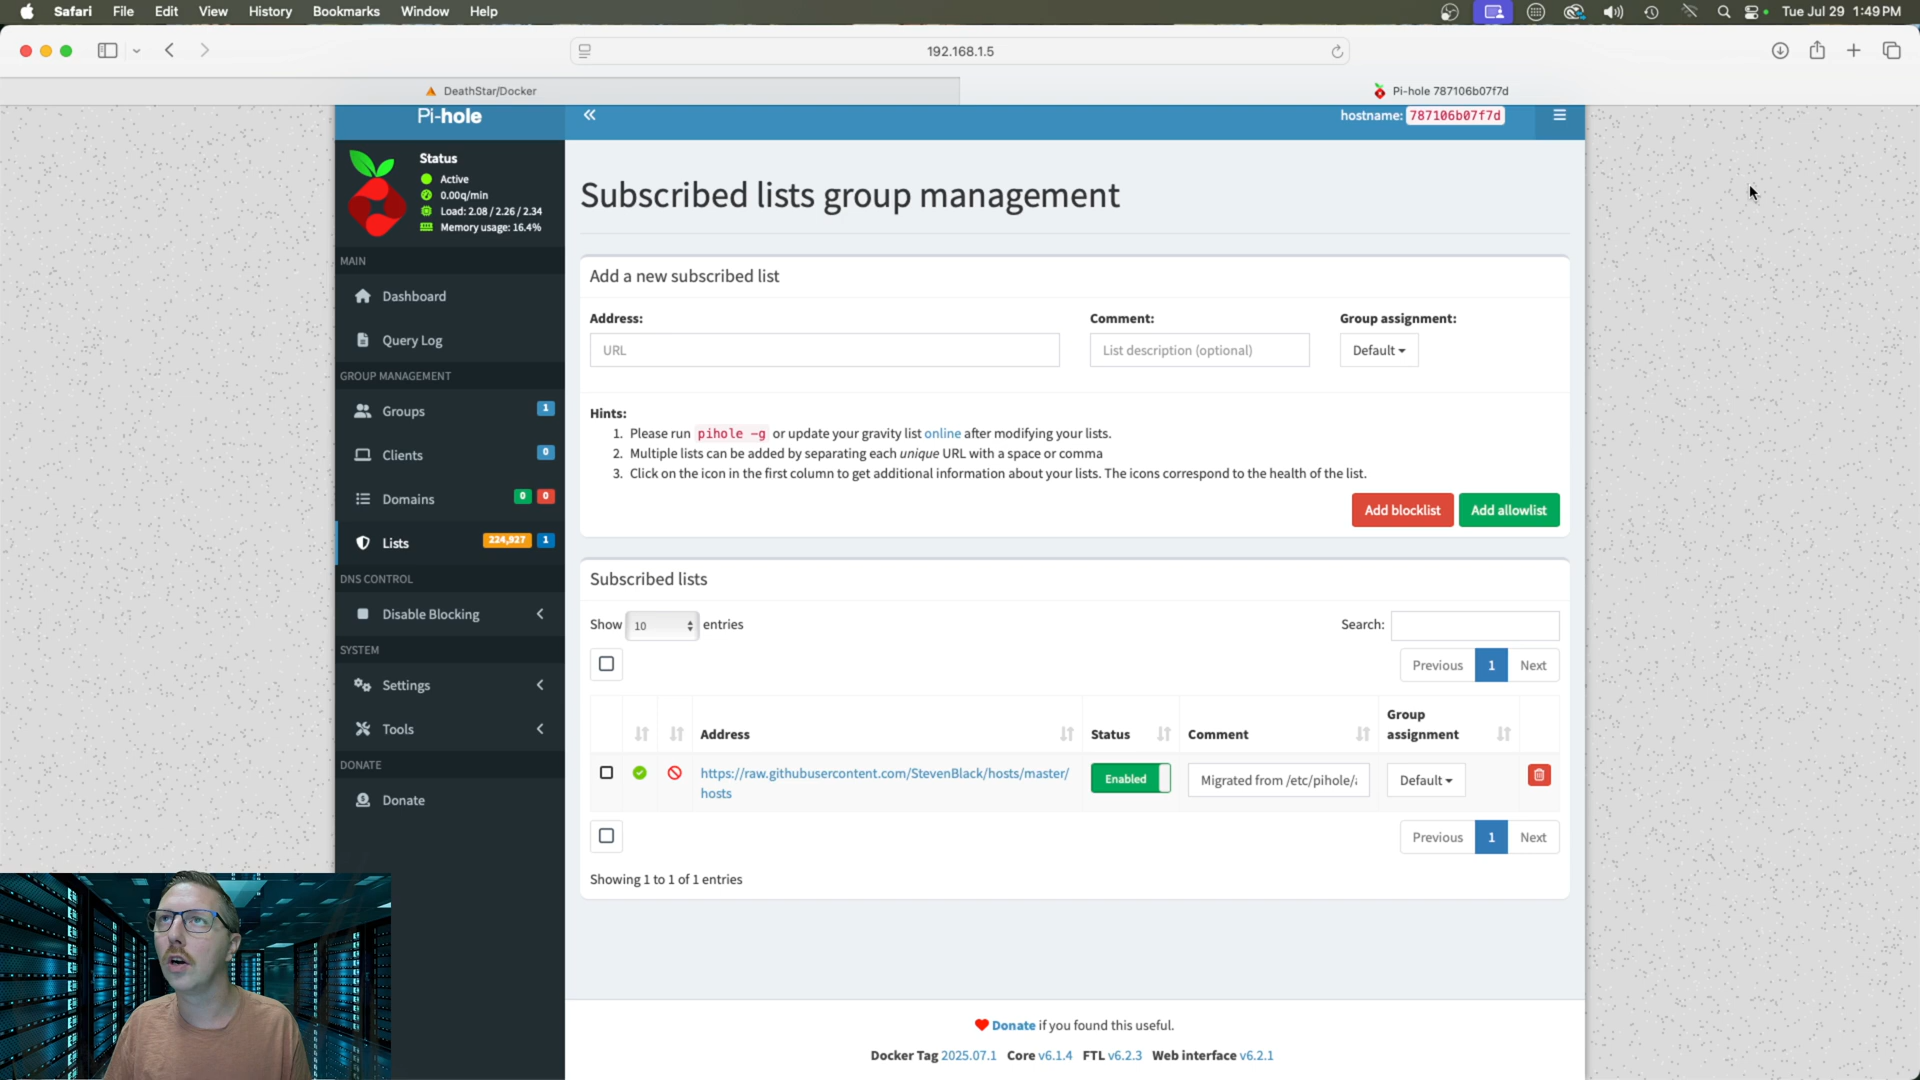 Safari File Edit View History Bookmarks Window Help
Tue Jul 29 1:49 PM
192.168.1.5
DeathStar/Docker
Pi-hole 787106b07f7d
Pi-hole
hostname: 787106b07f7d
Status
Active
0.00q/min
Load: 2.08 / 2.26 / 2.34
Memory usage: 16.4%
MAIN
Dashboard
Query Log
GROUP MANAGEMENT
Groups 1
Clients 0
Domains 0 0
Lists 224,927 1
DNS CONTROL
Disable Blocking
SYSTEM
Settings
Tools
DONATE
Donate
Subscribed lists group management
Add a new subscribed list
Address: Comment: Group assignment:
URL List description (optional) Default
Hints:
1. Please run pihole -g or update your gravity list online after modifying your lists.
2. Multiple lists can be added by separating each unique URL with a space or comma
3. Click on the icon in the first column to get additional information about your lists. The icons correspond to the health of the list.
Add blocklist Add allowlist
Subscribed lists
Show 10 entries Search:
Previous 1 Next
Address Status Comment Group assignment
https://raw.githubusercontent.com/StevenBlack/hosts/master/
hosts
Enabled Migrated from /etc/pihole/ Default
Previous 1 Next
Showing 1 to 1 of 1 entries
Donate if you found this useful.
Docker Tag 2025.07.1 Core v6.1.4 FTL v6.2.3 Web interface v6.2.1